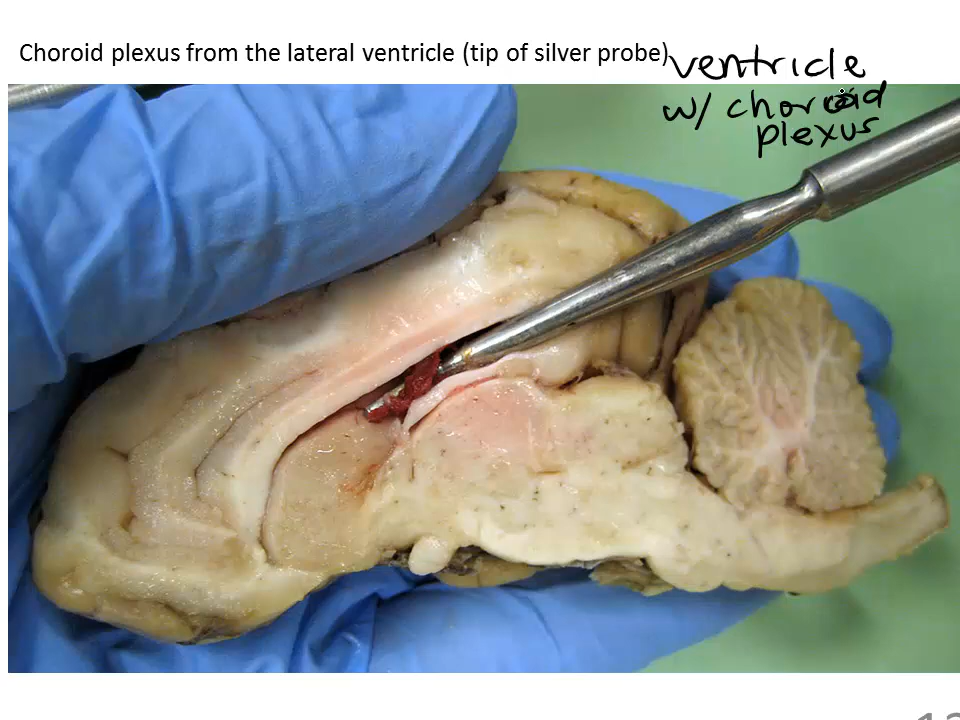 Choroid plexus from the lateral ventricle (tip of silver probe)
ventricle
w/ choroid
plexus